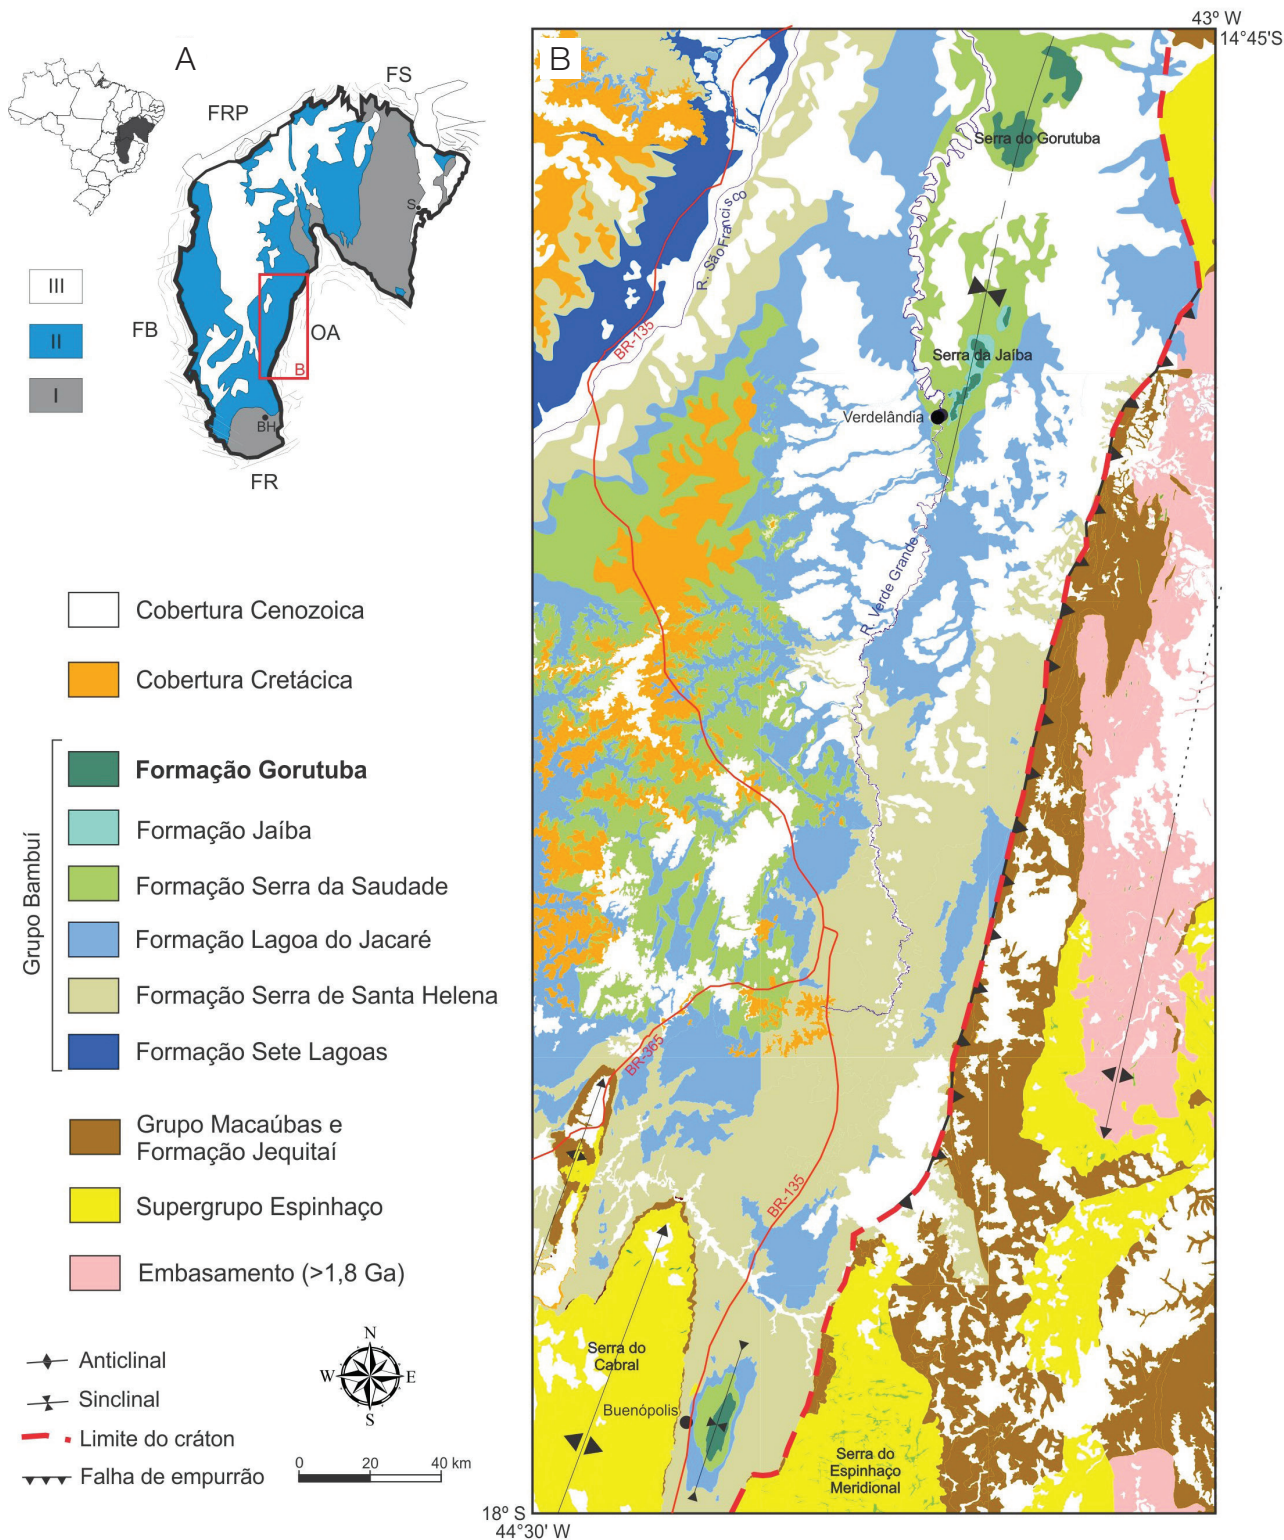 A
FS
FRP
S
III
II
I
FB
OA
B
BH
FR
Cobertura Cenozoica
Cobertura Cretácica
Grupo Bambuí
Formação Gorutuba
Formação Jaíba
Formação Serra da Saudade
Formação Lagoa do Jacaré
Formação Serra de Santa Helena
Formação Sete Lagoas
Grupo Macaúbas e
Formação Jequitaí
Supergrupo Espinhaço
Embasamento (>1,8 Ga)
Anticlinal
Sinclinal
Limite do cráton
Falha de empurrão
N
W
E
S
0
20
40 km
43º W
14º45'S
B
Serra do Gorutuba
R. São Francisco
BR-135
Serra da Jaíba
Verdelândia
R. Verde Grande
BR-365
BR-135
Serra do
Cabral
Buenópolis
Serra do
Espinhaço
Meridional
18º S
44°30' W